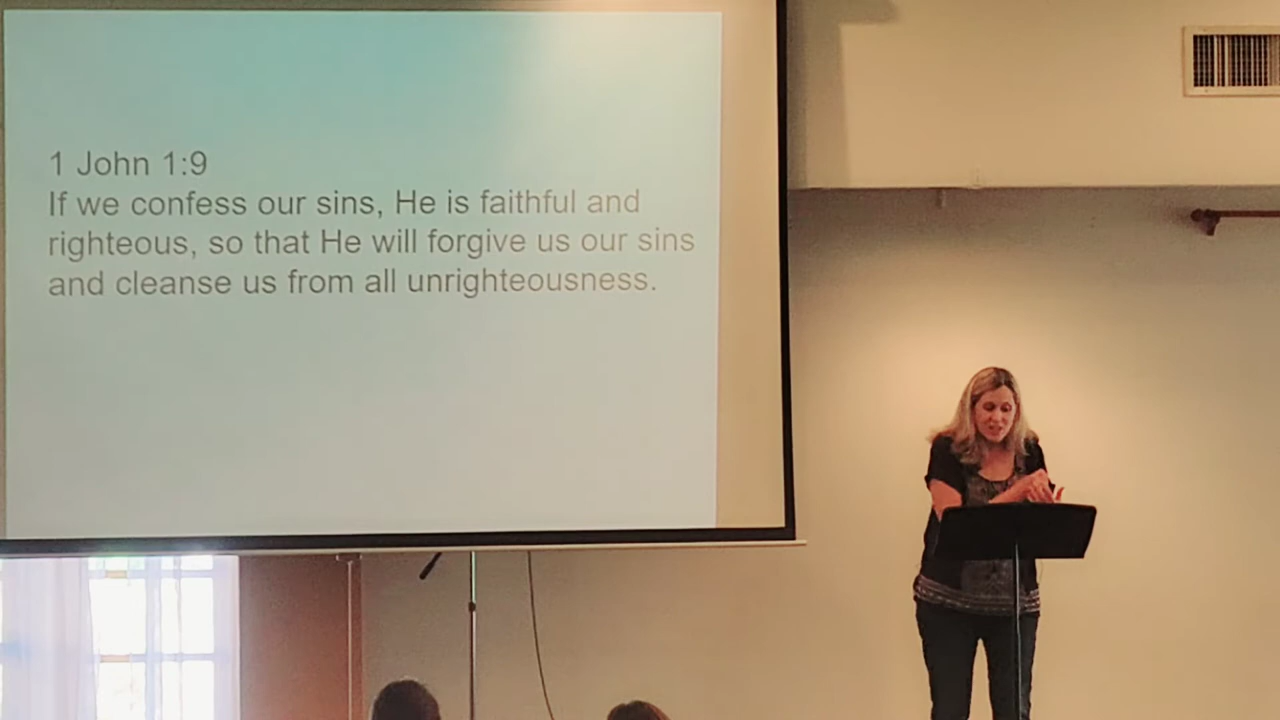 1 John 1:9
If we confess our sins, He is faithful and
righteous, so that He will forgive us our sins
and cleanse us from all unrighteousness.